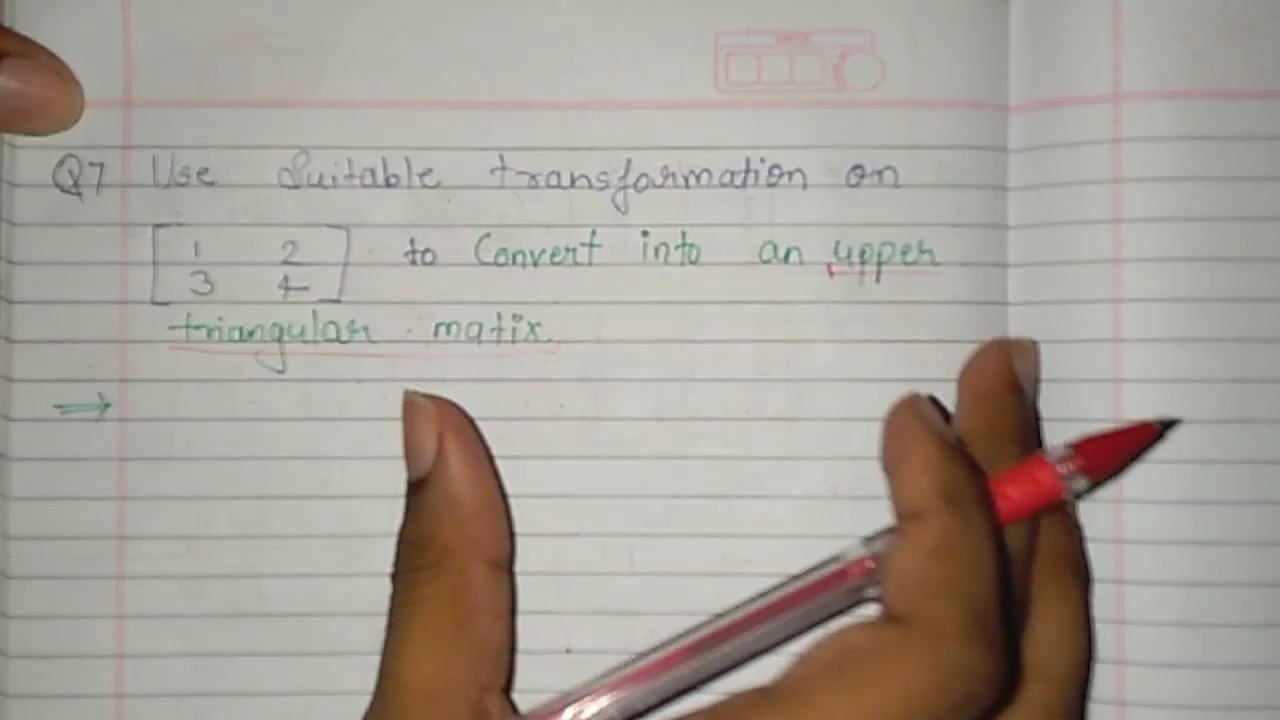 Q7 Use Suitable transformation on
[ 1 2 ] to Convert into an upper
3 4
triangular matix.